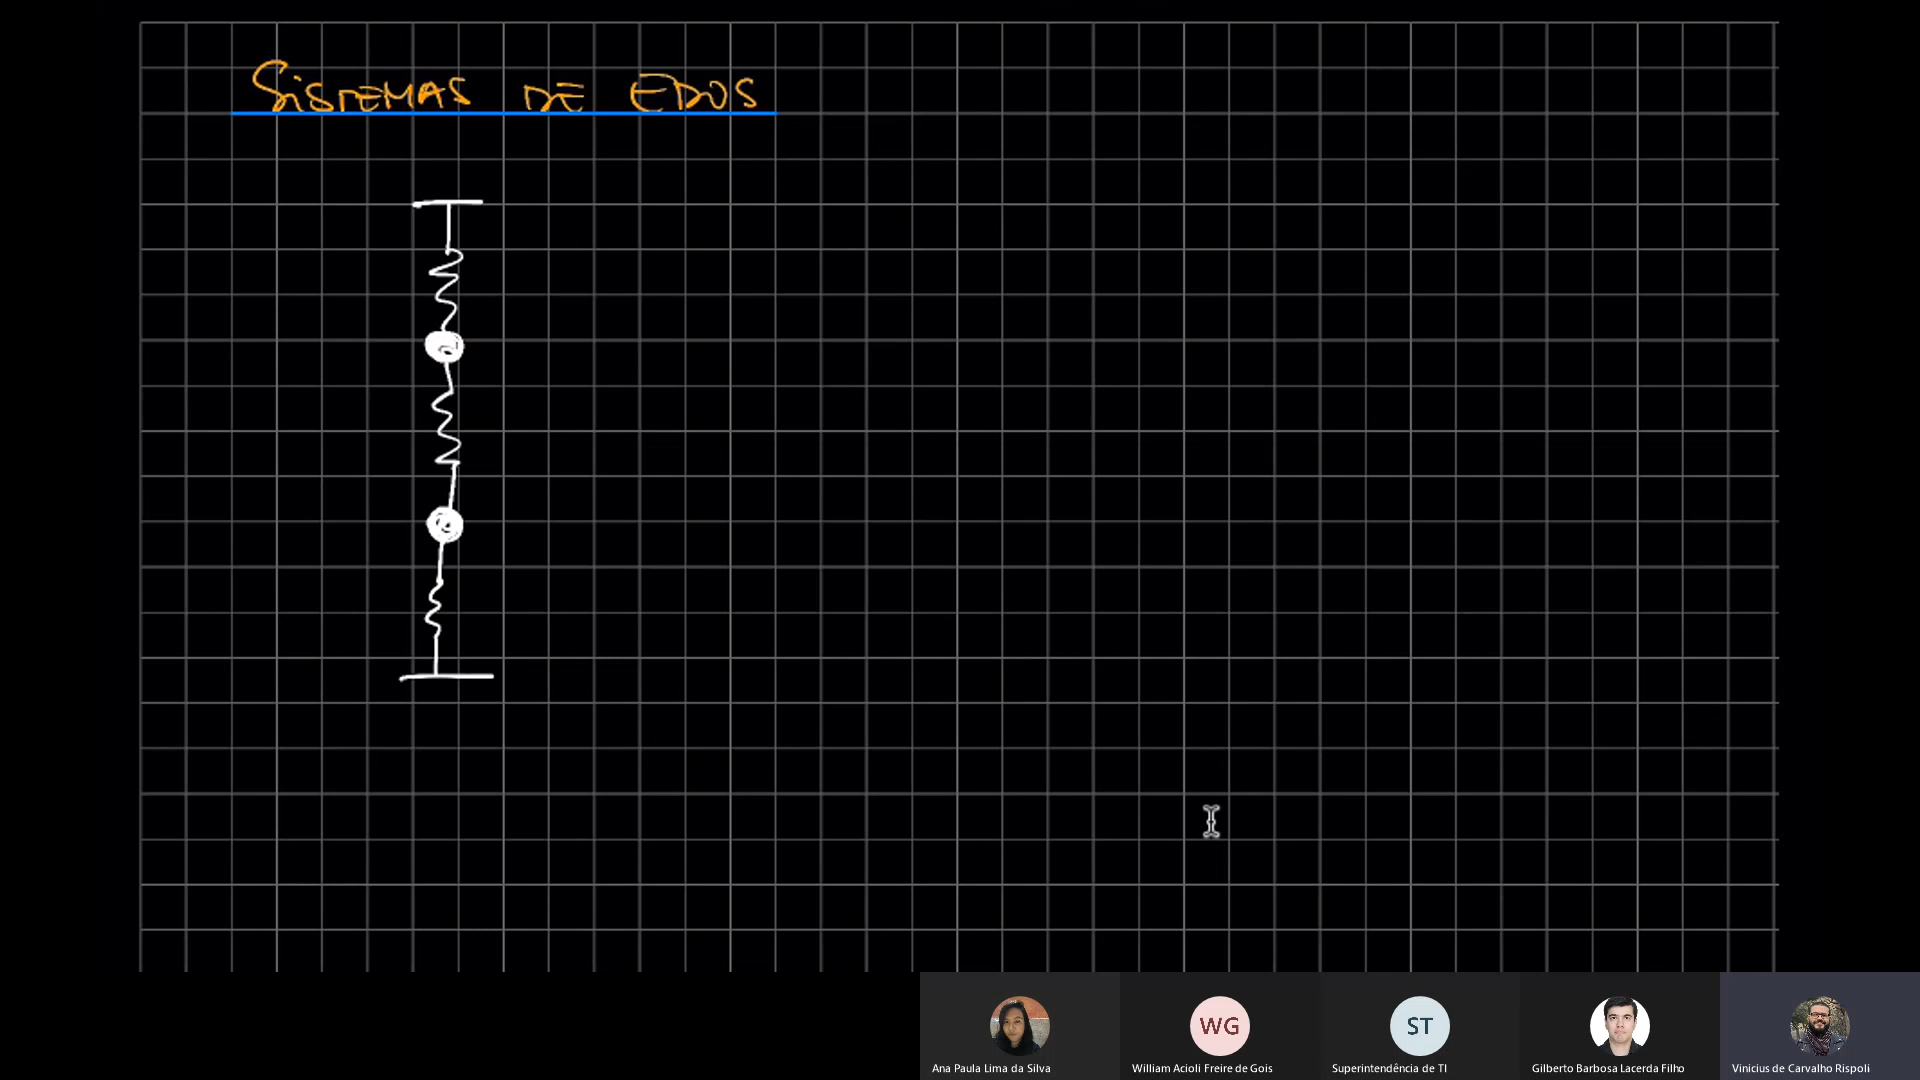 SISTEMAS DE EDOS
WG
ST
Ana Paula Lima da Silva
William Acioli Freire de Gois
Superintendência de TI
Gilberto Barbosa Lacerda Filho
Vinicius de Carvalho Rispoli